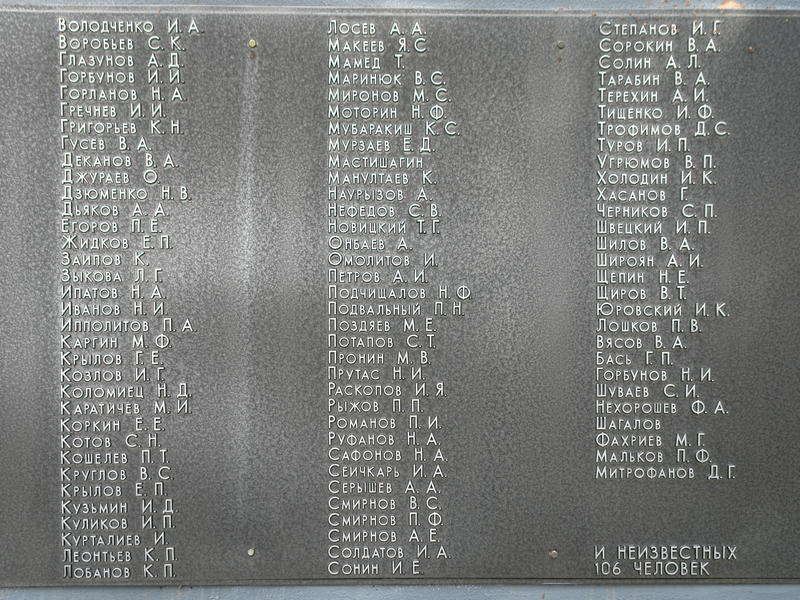 Володченко И. А.
Воробьев С. К.
Глазунов А. Д.
Горбунов И. И.
Горланов Н. А.
Гречнев И. И.
Григорьев К. Н.
Гусев В. А.
Деканов В. А.
Джураев О.
Дзюменко Н. В.
Дьяков А. А.
Егоров П. Е.
Жидков Е. П.
Заипов К.
Зыкова Л. Г.
Ипатов Н. А.
Иванов Н. И.
Ипполитов П. А.
Каргин М. Ф.
Крылов Г. Е.
Козлов И. Г.
Коломиец Н. Д.
Каратичев М. И.
Коркин Е. Е.
Котов С. Н.
Кошелев П. Т.
Круглов В. С.
Крылов Е. П.
Кузьмин И. Д.
Куликов И. П.
Курталиев И.
Леонтьев К. П.
Лобанов К. П.
Лосев А. А.
Макеев Я. С.
Мамед Т.
Маринюк В. С.
Миронов М. С.
Моторин Н. Ф.
Мубаракиш К. С.
Мурзаев Е. Д.
Мастишагин
Манултаев К.
Наурызов А.
Нефедов С. В.
Новицкий Т. Г.
Онбаев А.
Омолитов И.
Петров А. И.
Подчищалов Н. Ф.
Подвальный П. Н.
Поздяев М. Е.
Потапов С. Т.
Пронин М. В.
Прутас Н. И.
Раскопов И. Я.
Рыжов П. П.
Романов П. И.
Руфанов Н. А.
Сафонов Н. А.
Сеичкарь И. А.
Серышев А. А.
Смирнов В. С.
Смирнов П. Ф.
Смирнов А. Е.
Солдатов И. А.
Сонин И. Е.
Степанов И. Г.
Сорокин В. А.
Солин А. Л.
Тарабин В. А.
Терехин А. И.
Тищенко И. Ф.
Трофимов Д. С.
Туров И. П.
Угрюмов В. П.
Холодин И. К.
Хасанов Г.
Черников С. П.
Швецкий И. П.
Шилов В. А.
Широян А. И.
Щепин Н. Е.
Щиров В. Т.
Юровский И. К.
Лошков П. В.
Вясов В. А.
Бась Г. П.
Горбунов Н. И.
Шуваев С. И.
Нехорошев Ф. А.
Шагалов
Фахриев М. Г.
Мальков П. Ф.
Митрофанов Д. Г.
И НЕИЗВЕСТНЫХ
106 ЧЕЛОВЕК